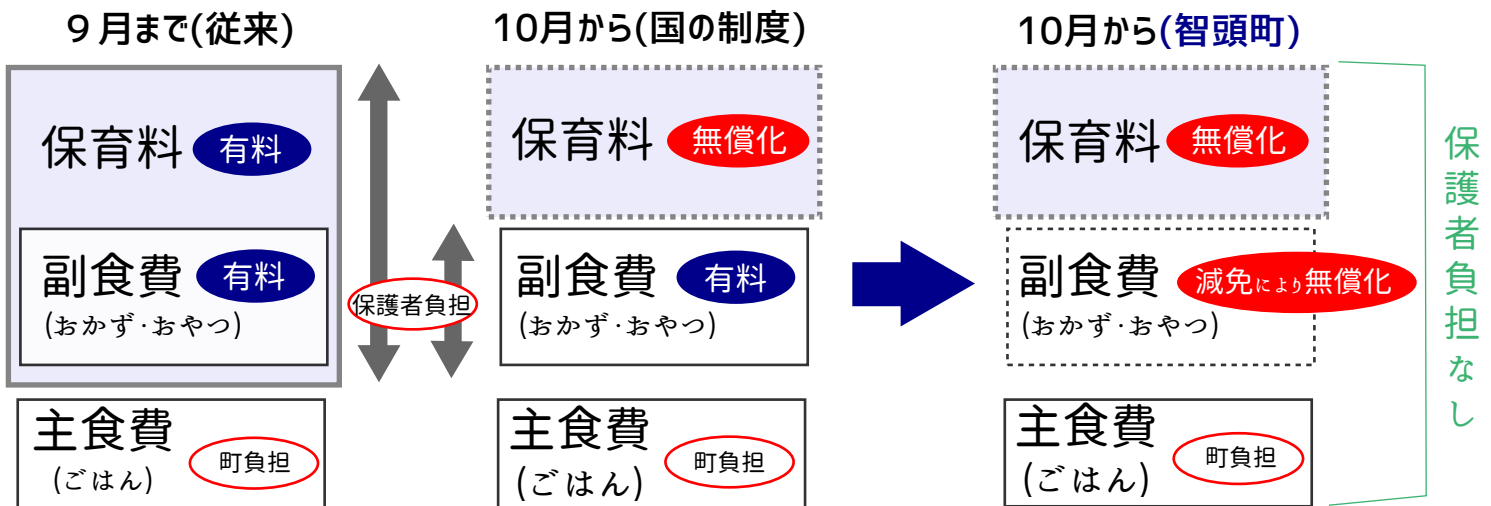 9月まで(従来)
保育料 有料
副食費 有料
(おかず・おやつ)
主食費
町負担
(ごはん)
保護者負担
10月から(国の制度)
保育料 無償化
副食費 有料
(おかず・おやつ)
主食費
町負担
(ごはん)
10月から(智頭町)
保育料 無償化
副食費 減免により無償化
(おかず・おやつ)
主食費
町負担
(ごはん)
保護者負担なし